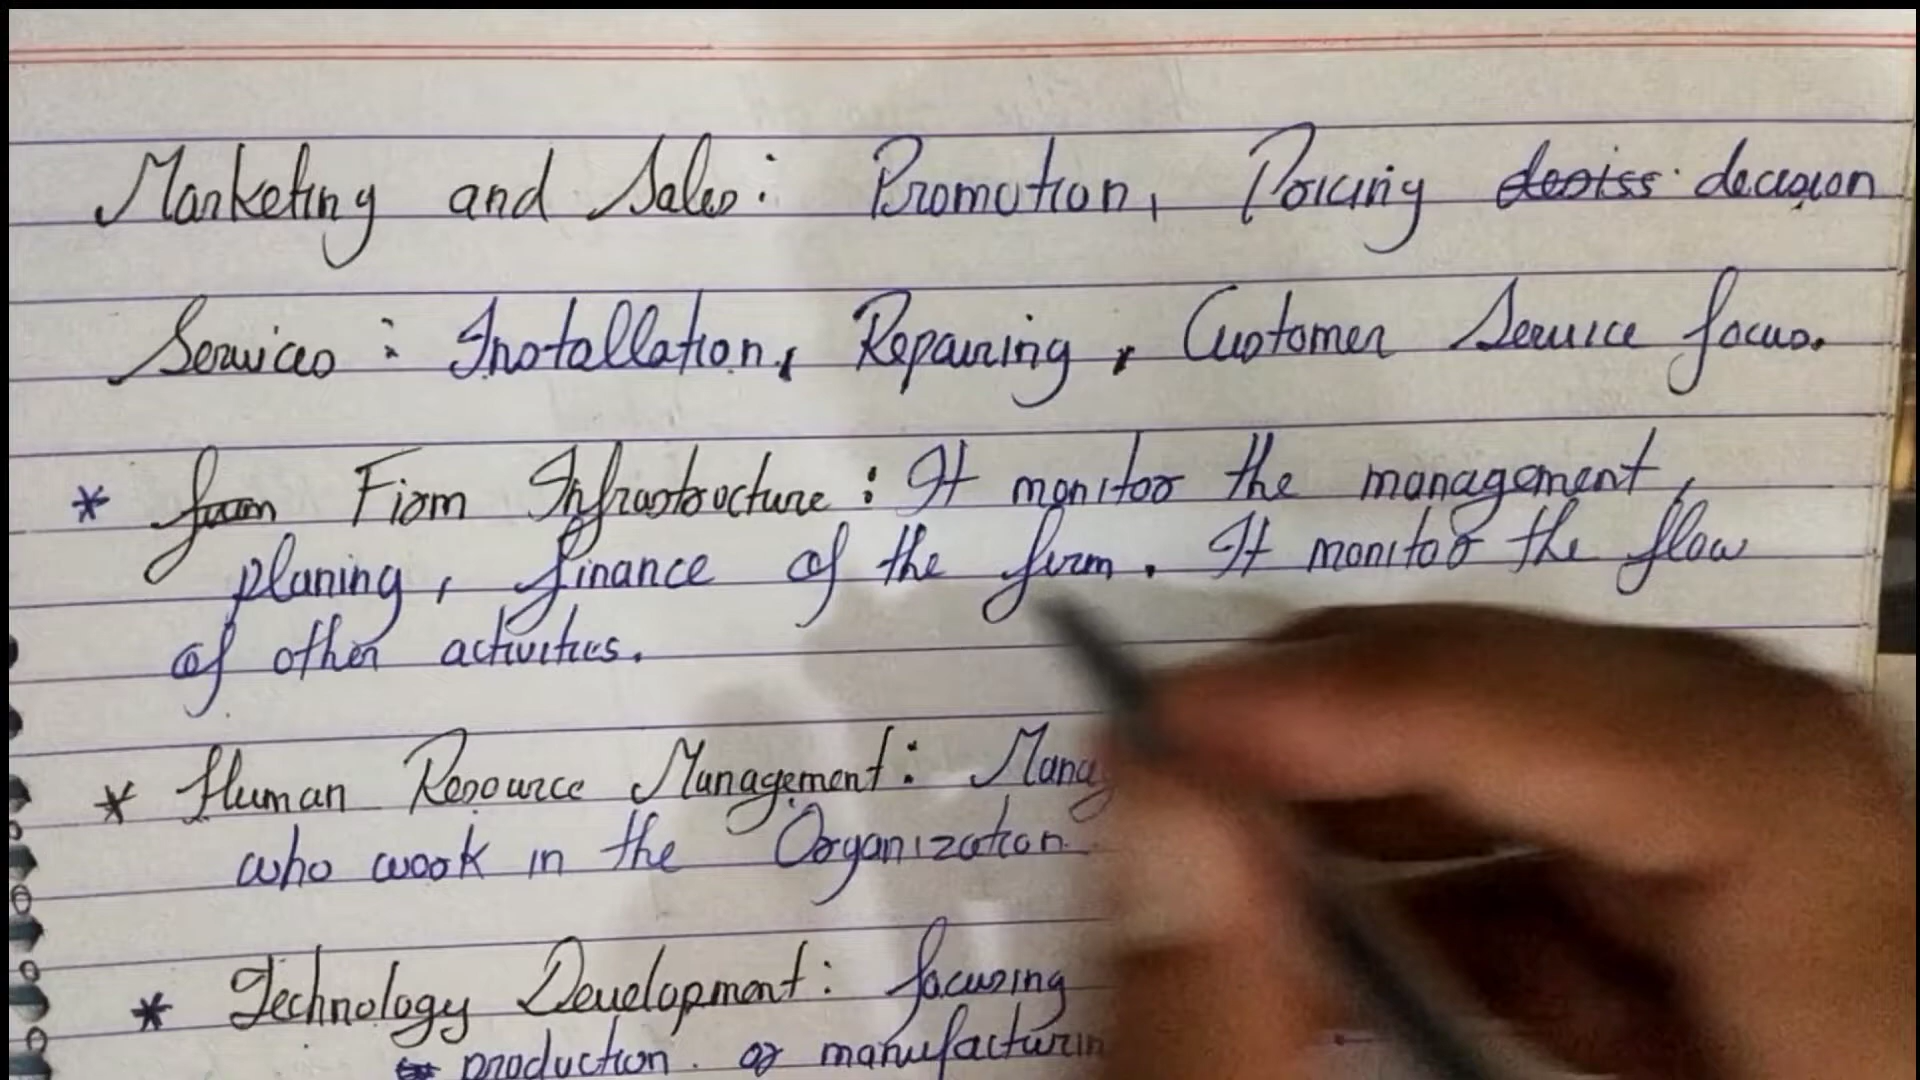 Marketing and Sales: Promotion, Pricing decision
Services: Installation, Repairing, Customer Service focus.
* Firm Infrastructure: It monitor the management,
planing, finance of the firm. It monitor the flow
of other activities.
* Human Resource Management:
who work in the Organization
* Technology Development: focusing
production or